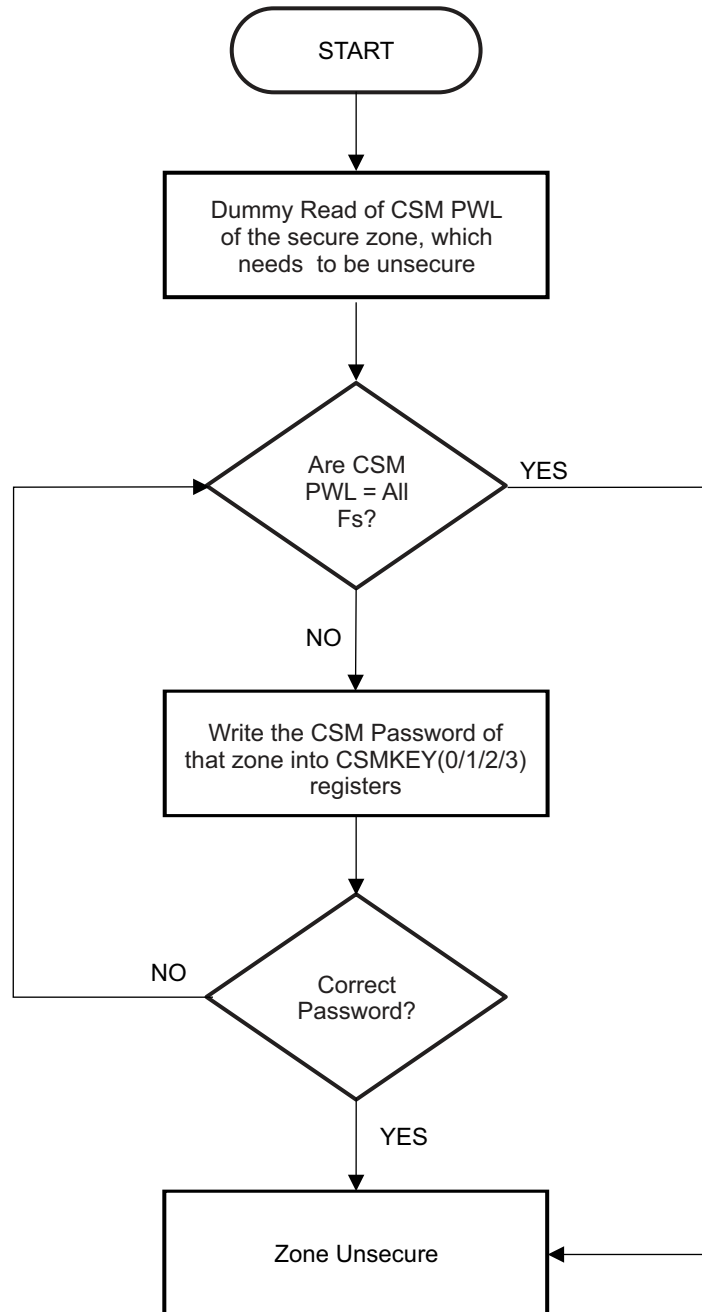 START
Dummy Read of CSM PWL
of the secure zone, which
needs to be unsecure
Are CSM
PWL = All
Fs?
YES
NO
Write the CSM Password of
that zone into CSMKEY(0/1/2/3)
registers
NO
Correct
Password?
YES
Zone Unsecure